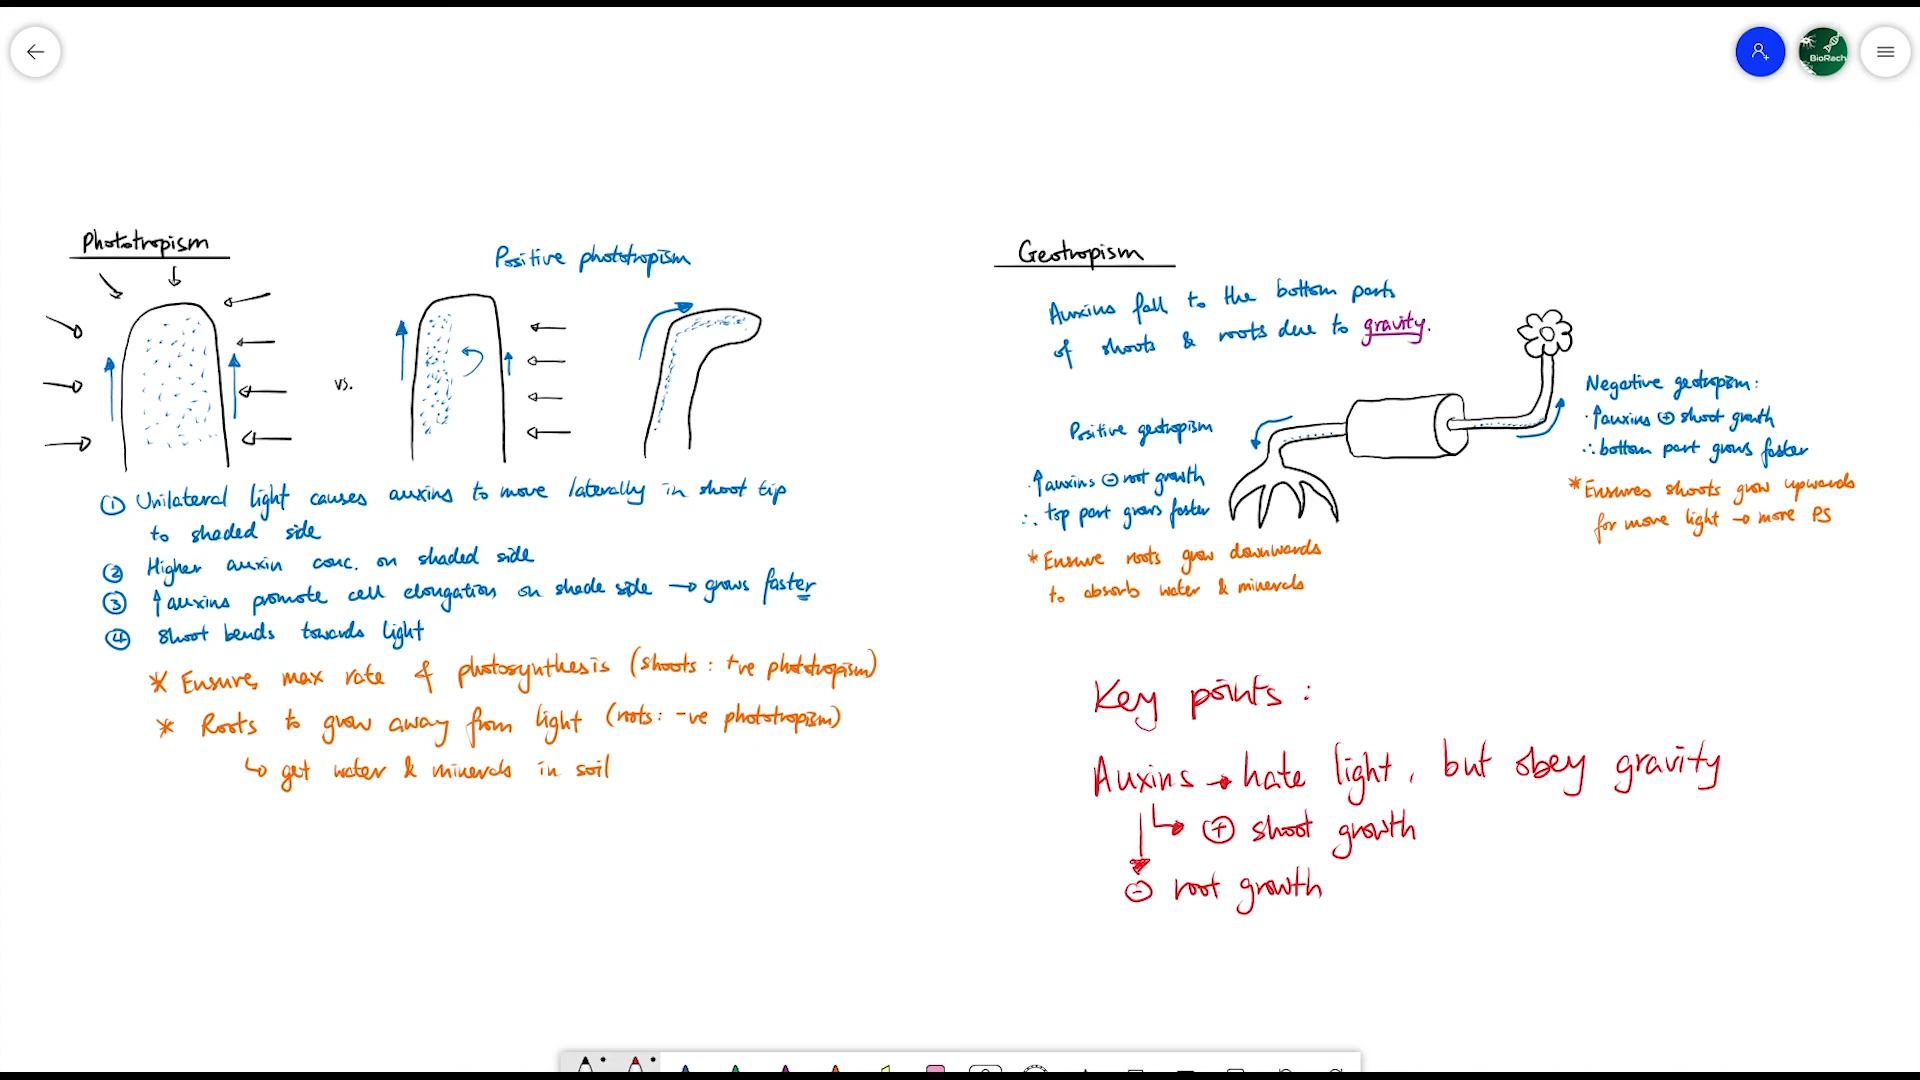 BioRach
Phototropism
Positive phototropism
vs.
① Unilateral light causes auxins to move laterally in shoot tip
to shaded side
② Higher auxin conc. on shaded side
③ ↑auxins promote cell elongation on shade side → grows faster
④ Shoot bends towards light
* Ensure max rate of photosynthesis (shoots : +ve phototropism)
* Roots to grow away from light (roots : -ve phototropism)
↳ get water & minerals in soil
Geotropism
Auxins fall to the bottom parts
of shoots & roots due to gravity.
Positive geotropism
·↑auxins ⊖ root growth
∴ top part grows faster
* Ensure roots grow downwards
to absorb water & minerals
Negative geotropism :
·↑auxins ⊕ shoot growth
∴ bottom part grows faster
* Ensures shoots grow upwards
for more light → more PS
Key points :
Auxins → hate light, but obey gravity
↳ ⊕ shoot growth
⊖ root growth